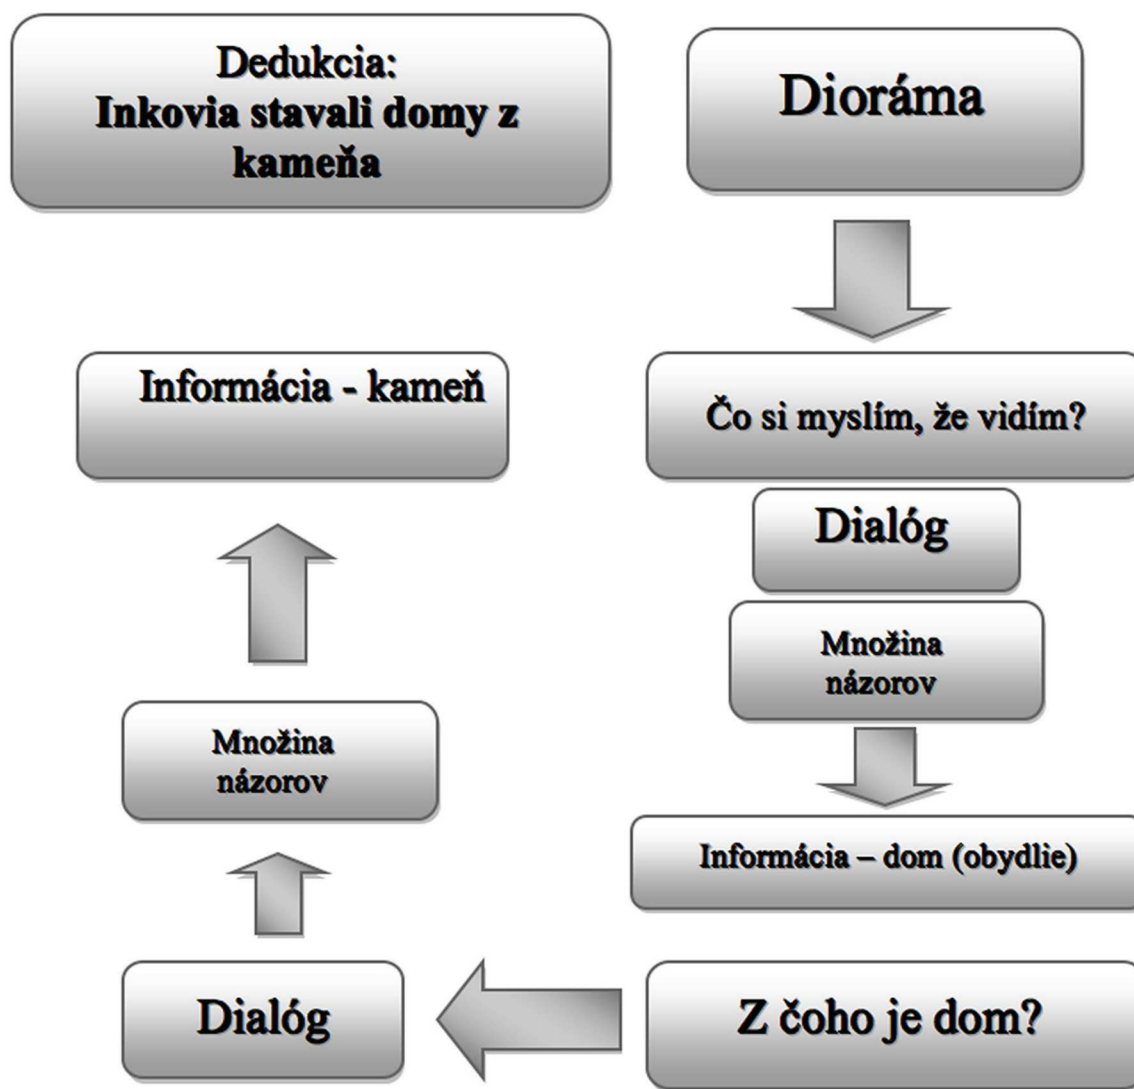 Dedukcia:
Inkovia stavali domy z
kameňa
Dioráma
Informácia - kameň
Čo si myslím, že vidím?
Dialóg
Množina
názorov
Množina
názorov
Informácia – dom (obydlie)
Dialóg
Z čoho je dom?